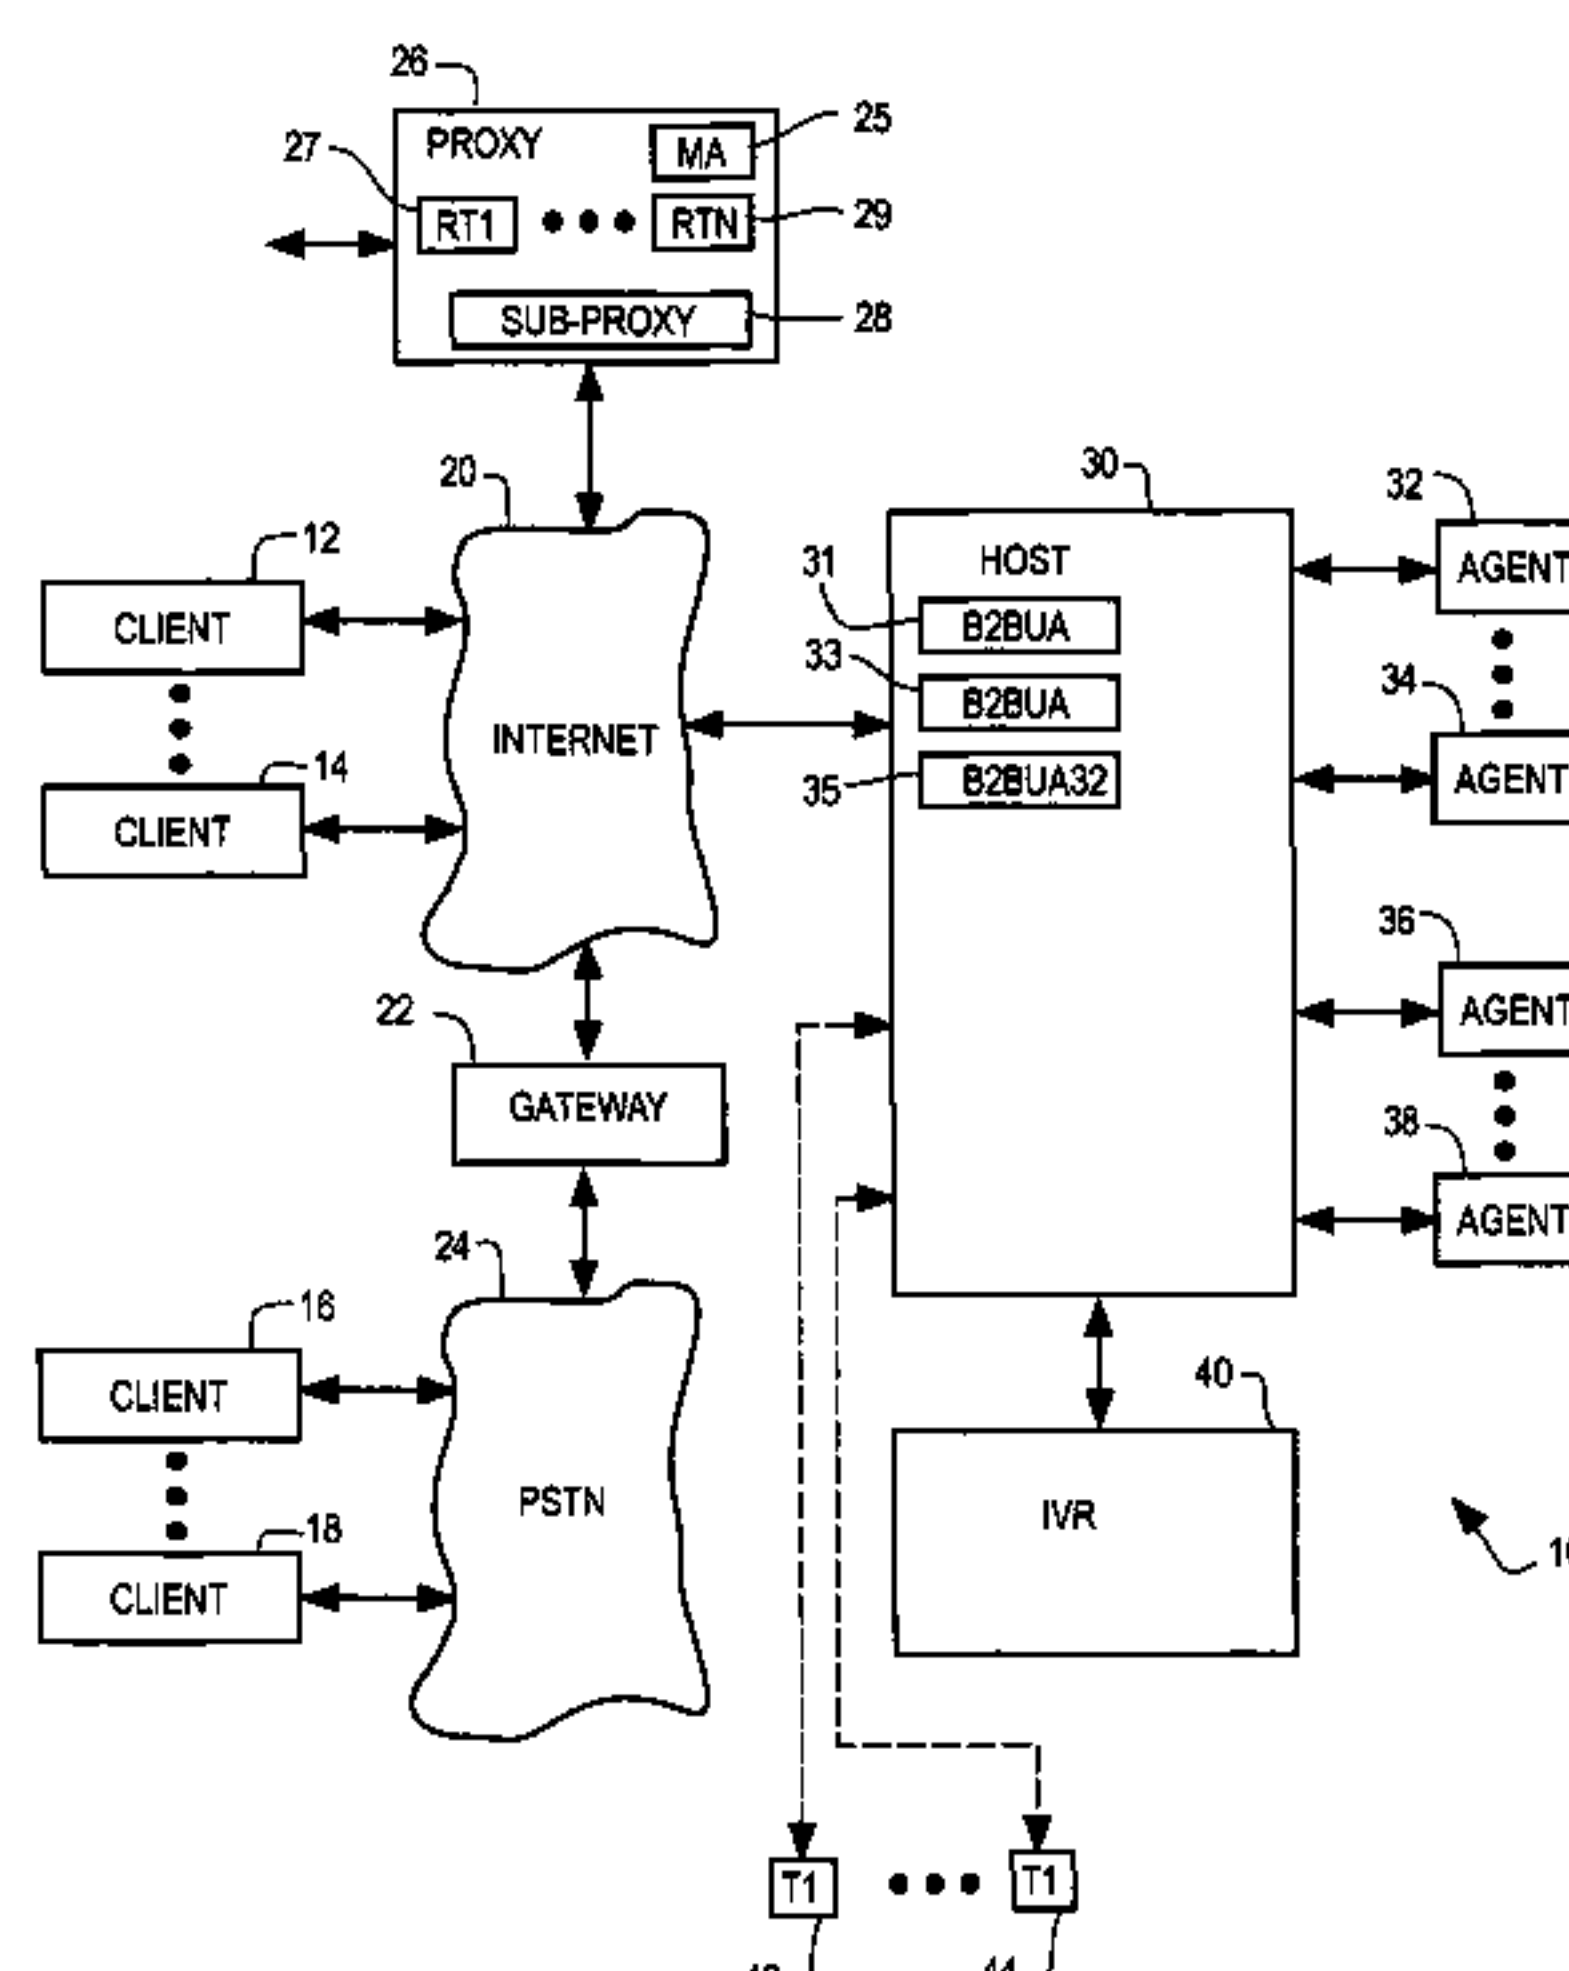 26
PROXY
MA
25
27
RT1
RTN
29
SUB-PROXY
28
20
30
32
12
HOST
AGENT
31
CLIENT
B2BUA
33
B2BUA
34
INTERNET
14
35
B2BUA32
AGENT
CLIENT
36
22
AGENT
GATEWAY
38
24
AGENT
16
40
CLIENT
PSTN
IVR
18
CLIENT
T1
T1